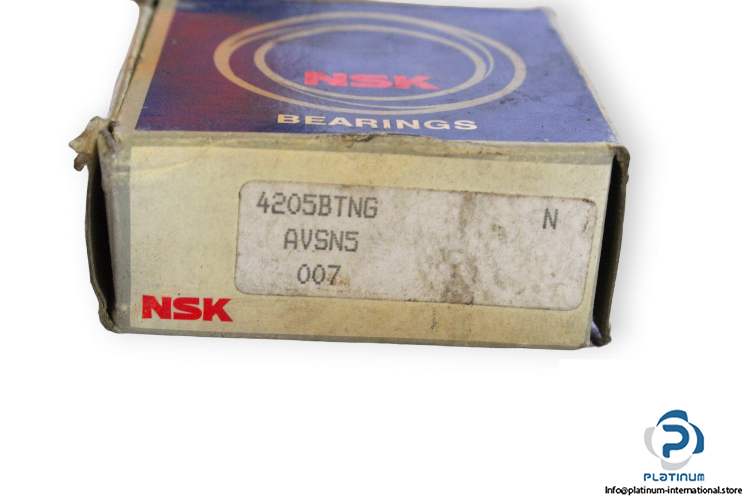 NSK
BEARINGS
4205BTNG N
AVSN5
007
NSK
PLATINUM
Info@platinum-international.store